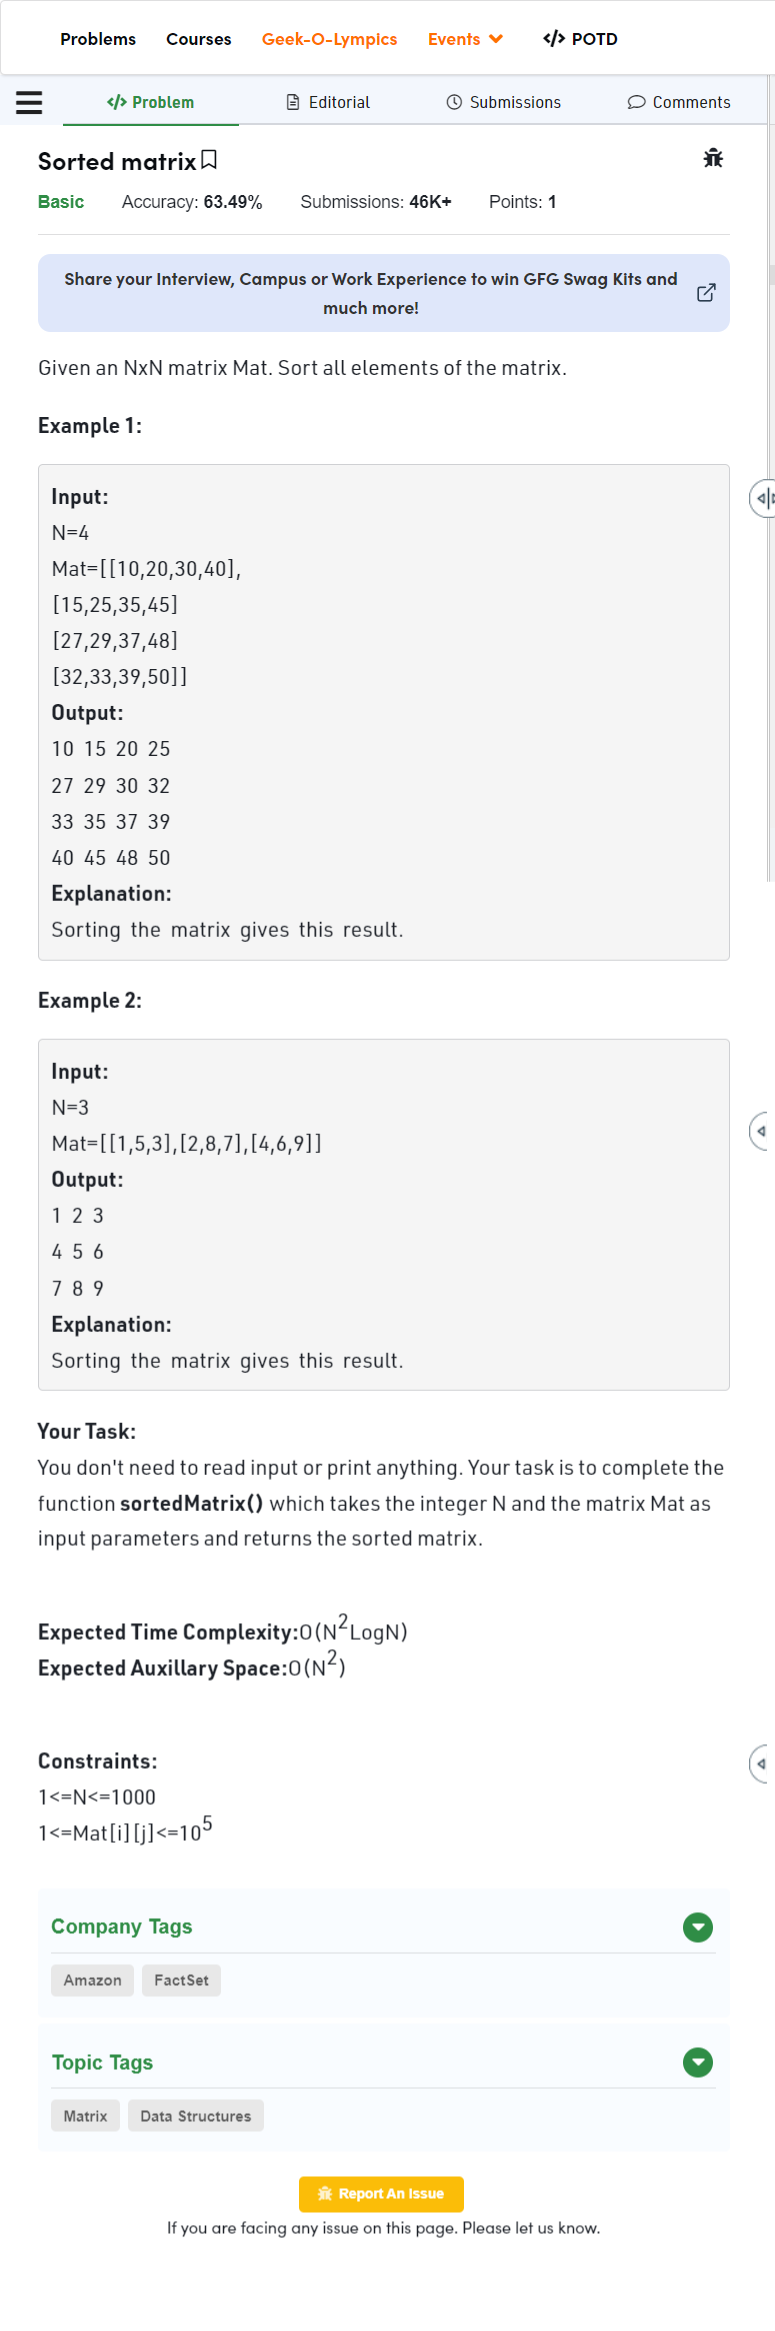 Problems Courses Geek-O-Lympics Events </> POTD
</> Problem Editorial Submissions Comments
Sorted matrix
Basic Accuracy: 63.49% Submissions: 46K+ Points: 1
Share your Interview, Campus or Work Experience to win GFG Swag Kits and
much more!
Given an NxN matrix Mat. Sort all elements of the matrix.
Example 1:
Input:
N=4
Mat=[[10,20,30,40],
[15,25,35,45]
[27,29,37,48]
[32,33,39,50]]
Output:
10 15 20 25
27 29 30 32
33 35 37 39
40 45 48 50
Explanation:
Sorting the matrix gives this result.
Example 2:
Input:
N=3
Mat=[[1,5,3],[2,8,7],[4,6,9]]
Output:
1 2 3
4 5 6
7 8 9
Explanation:
Sorting the matrix gives this result.
Your Task:
You don't need to read input or print anything. Your task is to complete the
function sortedMatrix() which takes the integer N and the matrix Mat as
input parameters and returns the sorted matrix.
Expected Time Complexity:O(N²LogN)
Expected Auxillary Space:O(N²)
Constraints:
1<=N<=1000
1<=Mat[i][j]<=10⁵
Company Tags
Amazon FactSet
Topic Tags
Matrix Data Structures
Report An Issue
If you are facing any issue on this page. Please let us know.